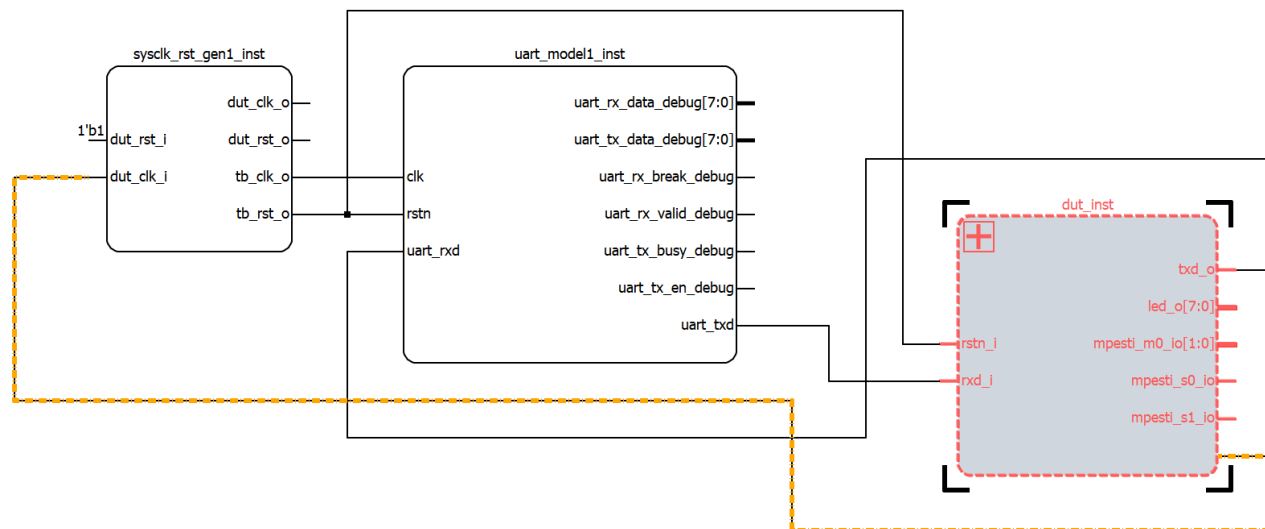 sysclk_rst_gen1_inst
dut_clk_o
1'b1
dut_rst_i
dut_rst_o
dut_clk_i
tb_clk_o
tb_rst_o
uart_model1_inst
uart_rx_data_debug[7:0]
uart_tx_data_debug[7:0]
clk
uart_rx_break_debug
rstn
uart_rx_valid_debug
uart_rxd
uart_tx_busy_debug
uart_tx_en_debug
uart_txd
dut_inst
txd_o
led_o[7:0]
rstn_i
mpesti_m0_io[1:0]
rxd_i
mpesti_s0_io
mpesti_s1_io